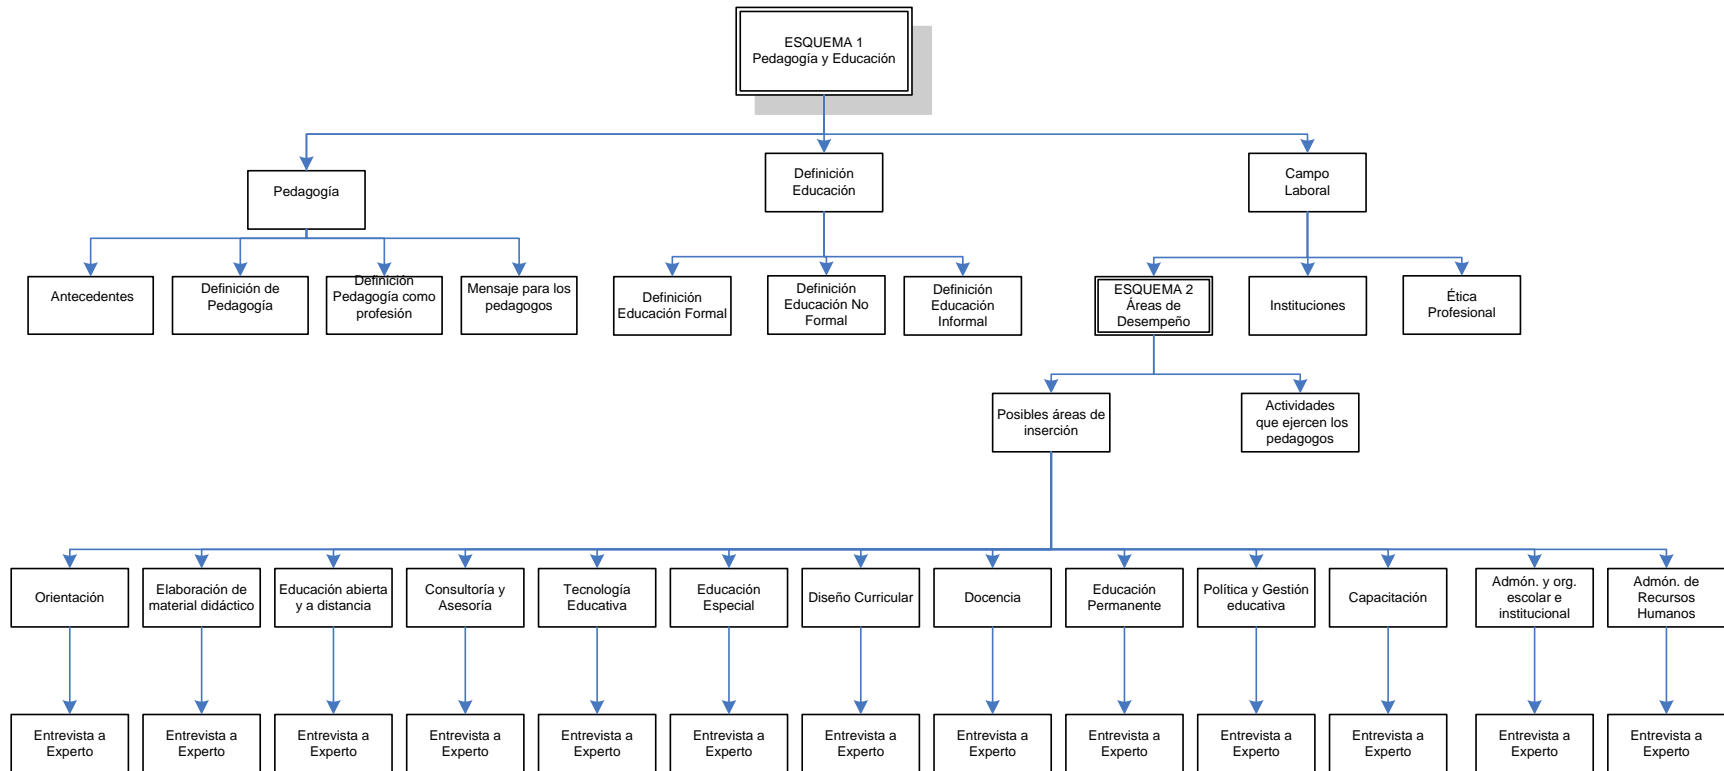 ESQUEMA 1
Pedagogía y Educación
Pedagogía
Definición
Educación
Campo
Laboral
Antecedentes
Definición de
Pedagogía
Definición
Pedagogía como
profesión
Mensaje para los
pedagogos
Definición
Educación Formal
Definición
Educación No
Formal
Definición
Educación
Informal
ESQUEMA 2
Áreas de
Desempeño
Instituciones
Ética
Profesional
Posibles áreas de
inserción
Actividades
que ejercen los
pedagogos
Orientación
Elaboración de
material didáctico
Educación abierta
y a distancia
Consultoría y
Asesoría
Tecnología
Educativa
Educación
Especial
Diseño Curricular
Docencia
Educación
Permanente
Política y Gestión
educativa
Capacitación
Admón. y org.
escolar e
institucional
Admón. de
Recursos
Humanos
Entrevista a
Experto
Entrevista a
Experto
Entrevista a
Experto
Entrevista a
Experto
Entrevista a
Experto
Entrevista a
Experto
Entrevista a
Experto
Entrevista a
Experto
Entrevista a
Experto
Entrevista a
Experto
Entrevista a
Experto
Entrevista a
Experto
Entrevista a
Experto